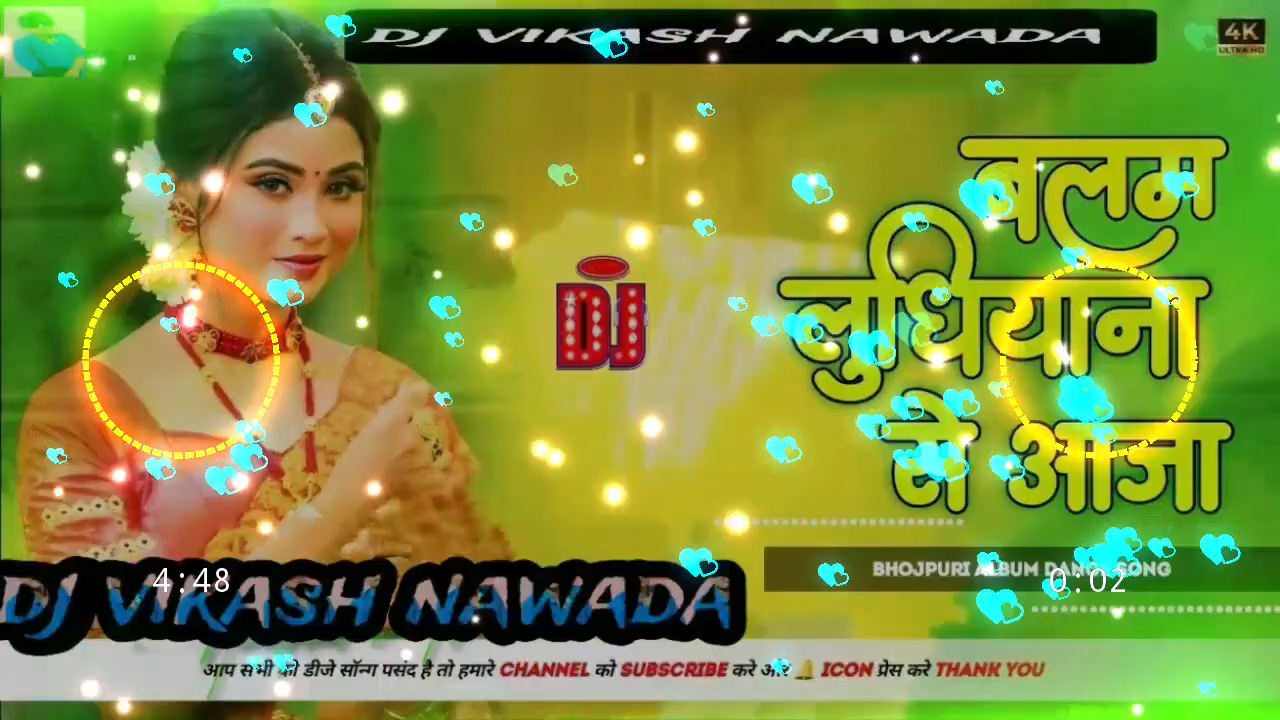 DJ VIKASH NAWADA
4K
ULTRA HD
बलम
लुधियाना
से आजा
DJ
BHOJPURI ALBUM DANCE SONG
4:48
0:02
DJ VIKASH NAWADA
आप सभी को डीजे सॉन्ग पसंद है तो हमारे CHANNEL को SUBSCRIBE करे और 🔔 ICON प्रेस करे THANK YOU